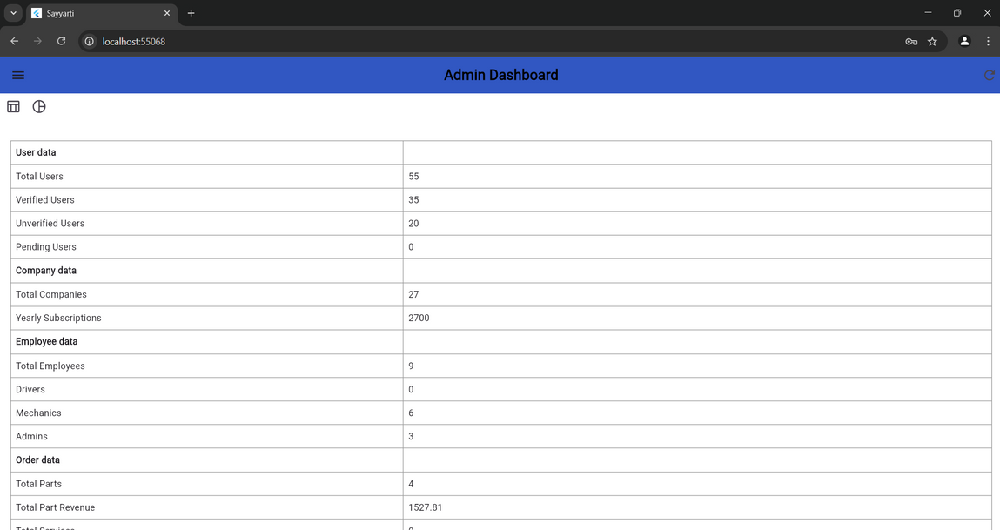 Sayyarti
localhost:55068
Admin Dashboard
User data
Total Users 55
Verified Users 35
Unverified Users 20
Pending Users 0
Company data
Total Companies 27
Yearly Subscriptions 2700
Employee data
Total Employees 9
Drivers 0
Mechanics 6
Admins 3
Order data
Total Parts 4
Total Part Revenue 1527.81
Total Services